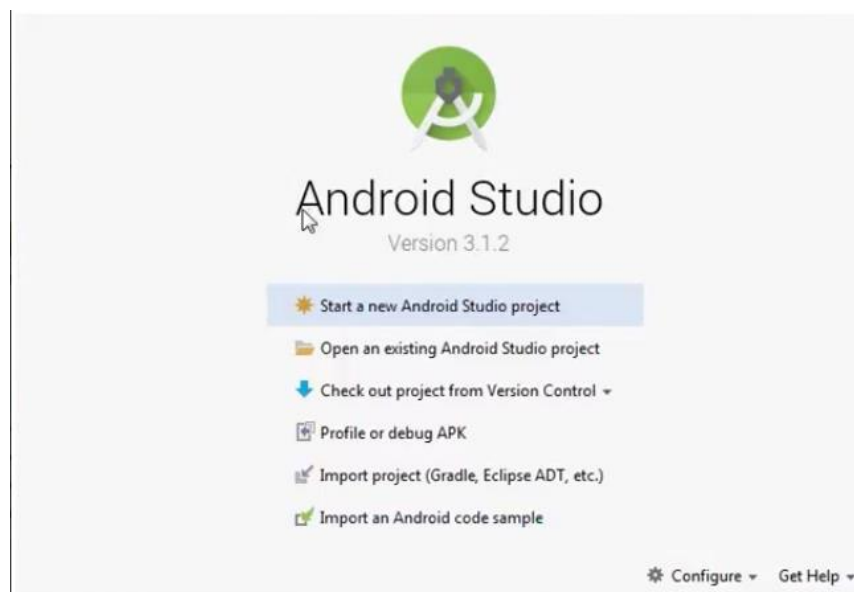 Android Studio
Version 3.1.2
Start a new Android Studio project
Open an existing Android Studio project
Check out project from Version Control
Profile or debug APK
Import project (Gradle, Eclipse ADT, etc.)
Import an Android code sample
Configure Get Help